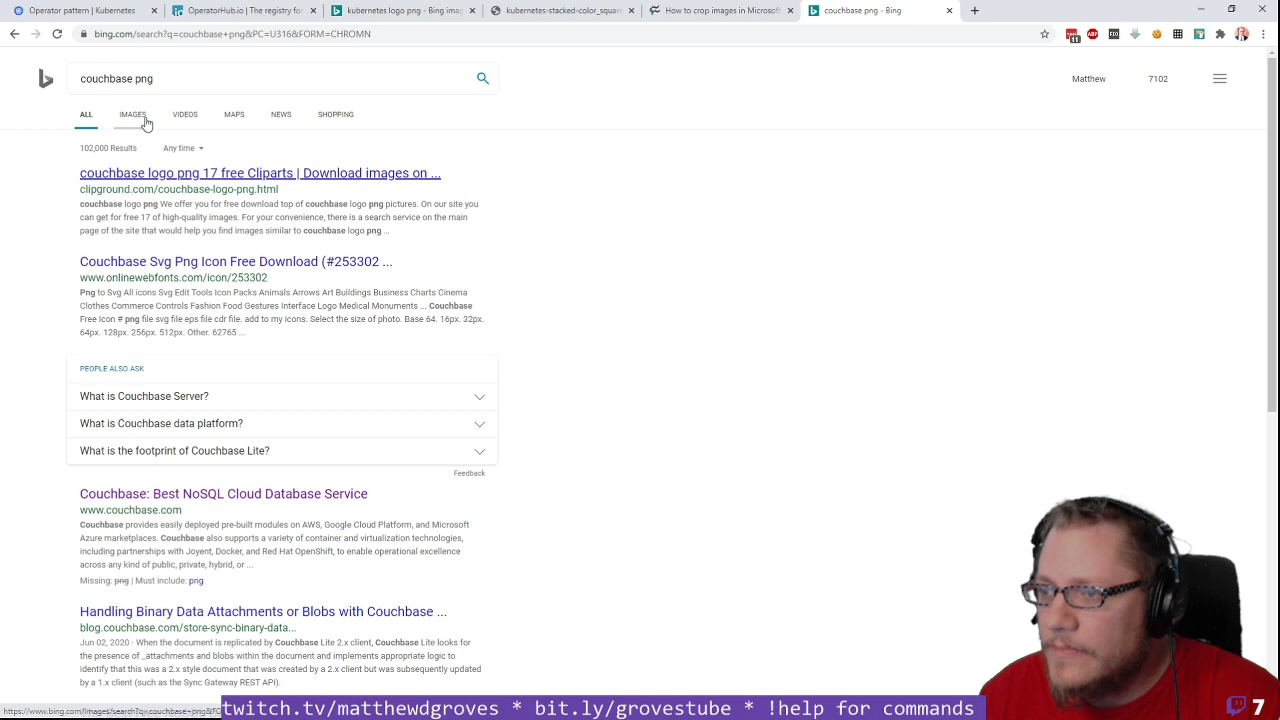 Operator pattern | Kubernetes
OperatorHub.io | The registry for
kubernetes logo png - Bing imag
kubernetes-stacked-color_squar
How to crop images in Microsoft
couchbase png - Bing
bing.com/search?q=couchbase+png&PC=U316&FORM=CHROMN
11
ABP
couchbase png
Matthew
7102
ALL
IMAGES
VIDEOS
MAPS
NEWS
SHOPPING
102,000 Results
Any time
couchbase logo png 17 free Cliparts | Download images on ...
clipground.com/couchbase-logo-png.html
couchbase logo png We offer you for free download top of couchbase logo png pictures. On our site you
can get for free 17 of high-quality images. For your convenience, there is a search service on the main
page of the site that would help you find images similar to couchbase logo png ...
Couchbase Svg Png Icon Free Download (#253302 ...
www.onlinewebfonts.com/icon/253302
Png to Svg All icons Svg Edit Tools Icon Packs Animals Arrows Art Buildings Business Charts Cinema
Clothes Commerce Controls Fashion Food Gestures Interface Logo Medical Monuments ... Couchbase
Free Icon # png file svg file eps file cdr file. add to my icons. Select the size of photo. Base 64. 16px. 32px.
64px. 128px. 256px. 512px. Other. 62765 ...
PEOPLE ALSO ASK
What is Couchbase Server?
What is Couchbase data platform?
What is the footprint of Couchbase Lite?
Feedback
Couchbase: Best NoSQL Cloud Database Service
www.couchbase.com
Couchbase provides easily deployed pre-built modules on AWS, Google Cloud Platform, and Microsoft
Azure marketplaces. Couchbase also supports a variety of container and virtualization technologies,
including partnerships with Joyent, Docker, and Red Hat OpenShift, to enable operational excellence
across any kind of public, private, hybrid, or ...
Missing: png | Must include: png
Handling Binary Data Attachments or Blobs with Couchbase ...
blog.couchbase.com/store-sync-binary-data...
Jun 02, 2020 · When the document is replicated by Couchbase Lite 2.x client, Couchbase Lite looks for
the presence of _attachments and blobs within the document and implements appropriate logic to
identify that this was a 2.x style document that was created by a 2.x client but was subsequently updated
by a 1.x client (such as the Sync Gateway REST API).
https://www.bing.com/images/search?q=couchbase+png&FO
twitch.tv/matthewdgroves * bit.ly/grovestube * !help for commands
7